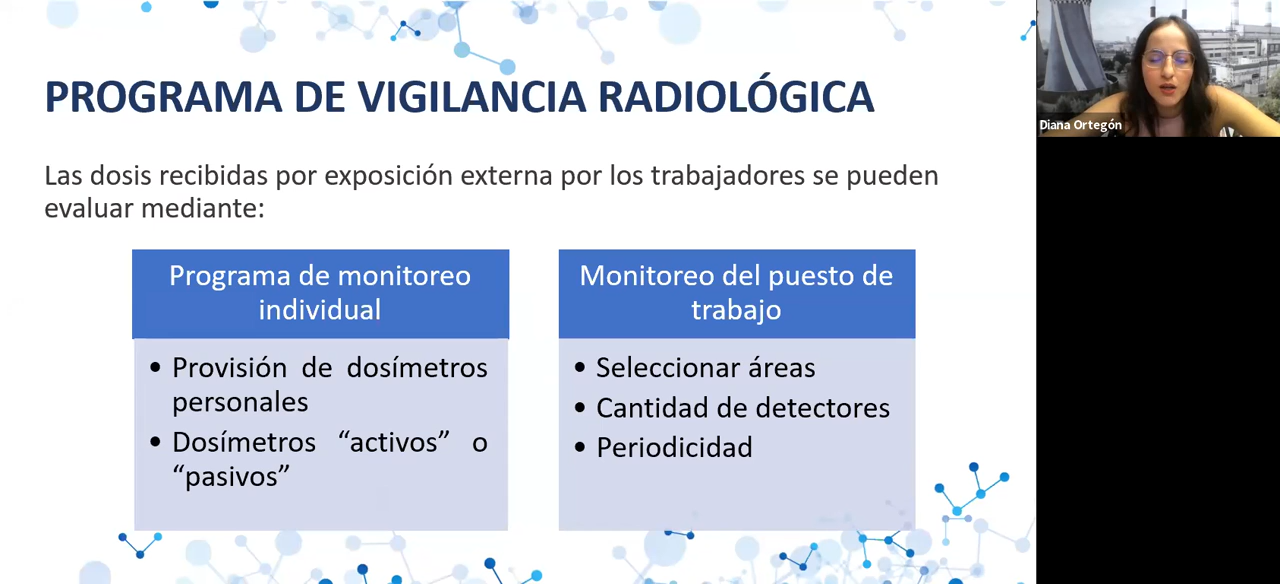 PROGRAMA DE VIGILANCIA RADIOLÓGICA
Las dosis recibidas por exposición externa por los trabajadores se pueden
evaluar mediante:
Programa de monitoreo
individual
• Provisión de dosímetros
personales
• Dosímetros “activos” o
“pasivos”
Monitoreo del puesto de
trabajo
• Seleccionar áreas
• Cantidad de detectores
• Periodicidad
Diana Ortegón